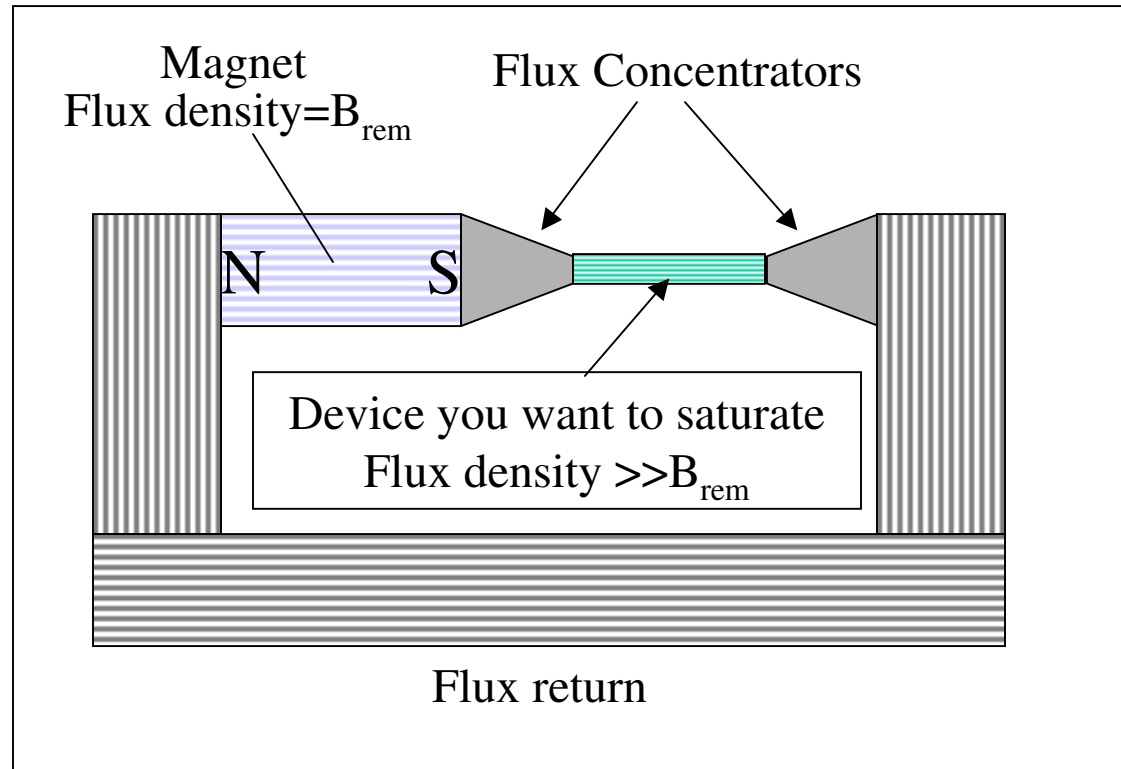 Magnet
Flux density=Brem
Flux Concentrators
N
S
Device you want to saturate
Flux density >>Brem
Flux return